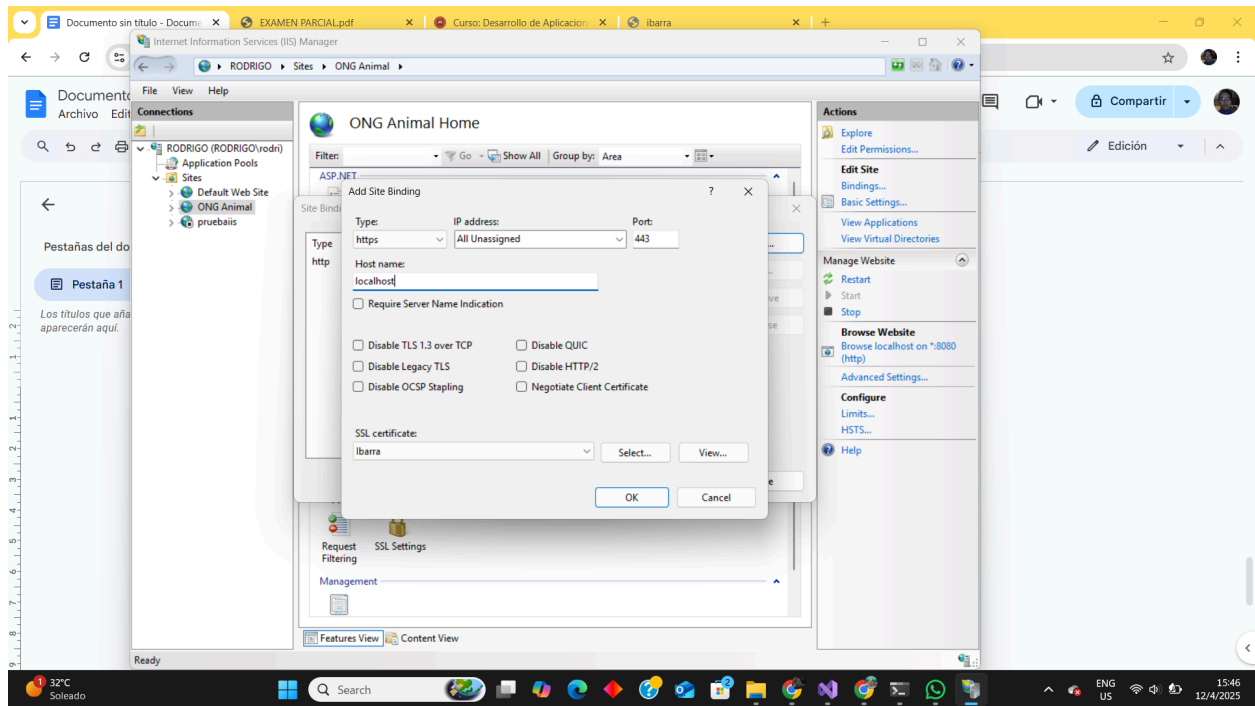 Documento sin título - Docume
EXAMEN PARCIAL.pdf
Curso: Desarrollo de Aplicacion
ibarra
Internet Information Services (IIS) Manager
RODRIGO
Sites
ONG Animal
File View Help
Documento
Archivo Edit
Compartir
Edición
Connections
RODRIGO (RODRIGO\rodri)
Application Pools
Sites
Default Web Site
ONG Animal
pruebaiis
Pestañas del do
Pestaña 1
Los títulos que aña
aparecerán aquí.
ONG Animal Home
Filter:
Go
Show All
Group by:
Area
ASP.NET
Site Bindi
Type
http
Add Site Binding
?
Type:
IP address:
Port:
https
All Unassigned
443
Host name:
localhost
Require Server Name Indication
Disable TLS 1.3 over TCP
Disable QUIC
Disable Legacy TLS
Disable HTTP/2
Disable OCSP Stapling
Negotiate Client Certificate
SSL certificate:
Ibarra
Select...
View...
OK
Cancel
Request
Filtering
SSL Settings
Management
Features View
Content View
Ready
Actions
Explore
Edit Permissions...
Edit Site
Bindings...
Basic Settings...
View Applications
View Virtual Directories
Manage Website
Restart
Start
Stop
Browse Website
Browse localhost on *:8080
(http)
Advanced Settings...
Configure
Limits...
HSTS...
Help
1
32°C
Soleado
Search
2
ENG
US
15:46
12/4/2025